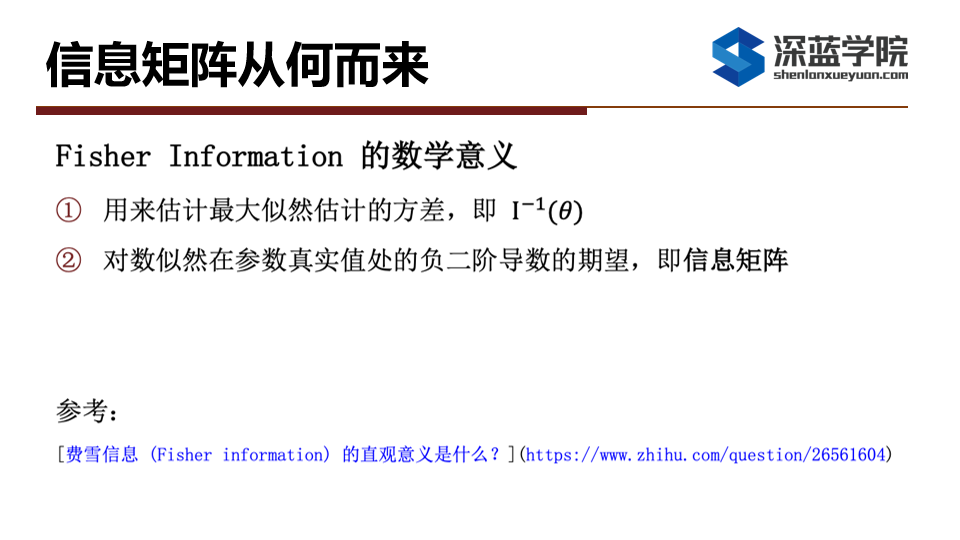 信息矩阵从何而来
深蓝学院
shenlanxueyuan.com
Fisher Information 的数学意义
① 用来估计最大似然估计的方差，即 I⁻¹(θ)
② 对数似然在参数真实值处的负二阶导数的期望，即信息矩阵
参考：
[费雪信息 (Fisher information) 的直观意义是什么？](https://www.zhihu.com/question/26561604)